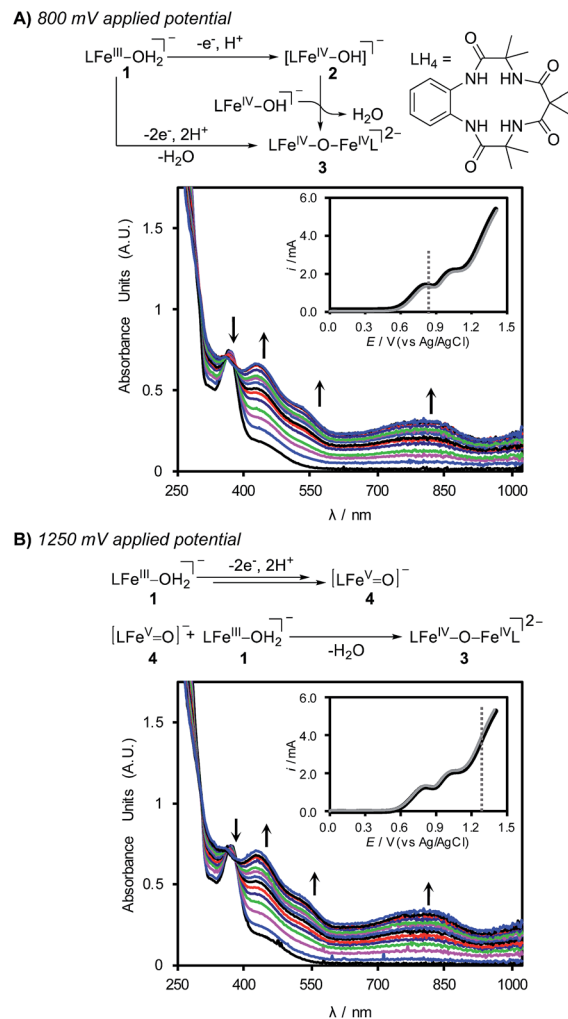 A) 800 mV applied potential
LFeᴵᴵᴵ–OH₂⁻ -e⁻, H⁺ [LFeᴵⱽ–OH]⁻ LH₄ =
1 2
LFeᴵⱽ–OH⁻ H₂O
-2e⁻, 2H⁺ LFeᴵⱽ–O–FeᴵⱽL²⁻
-H₂O 3
O
NH HN
O
NH HN
O
O
Absorbance Units (A.U.)
1.5
1
0.5
0
250 400 550 700 850 1000
λ / nm
i /mA
6.0
4.0
2.0
0.0
0.0 0.3 0.6 0.9 1.2 1.5
E / V (vs Ag/AgCl)
B) 1250 mV applied potential
LFeᴵᴵᴵ–OH₂⁻ -2e⁻, 2H⁺ [LFeⱽ=O]⁻
1 4
[LFeⱽ=O]⁻ + LFeᴵᴵᴵ–OH₂⁻ -H₂O LFeᴵⱽ–O–FeᴵⱽL²⁻
4 1 3
Absorbance Units (A.U.)
1.5
1
0.5
0
250 400 550 700 850 1000
λ / nm
i /mA
6.0
4.0
2.0
0.0
0.0 0.3 0.6 0.9 1.2 1.5
E / V (vs Ag/AgCl)